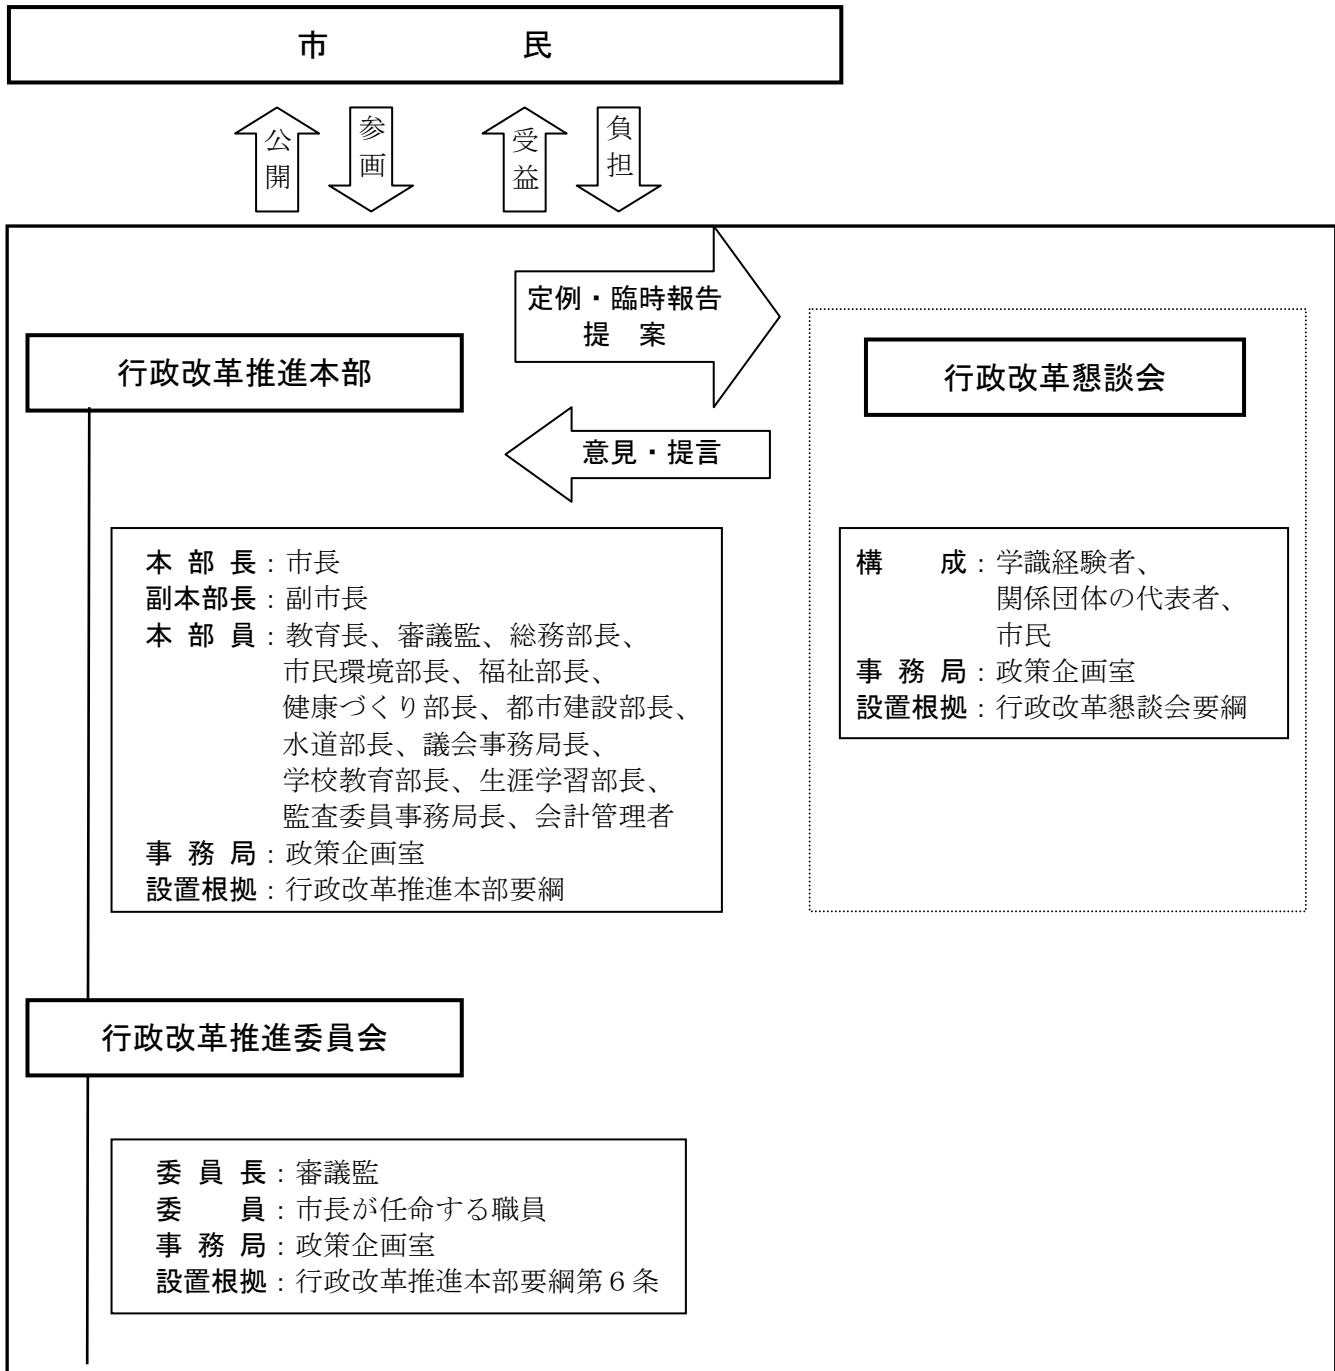 市　　　民
公開
参画
受益
負担
定例・臨時報告
提　案
行政改革推進本部
行政改革懇談会
意見・提言
本 部 長：市長
副本部長：副市長
本 部 員：教育長、審議監、総務部長、
市民環境部長、福祉部長、
健康づくり部長、都市建設部長、
水道部長、議会事務局長、
学校教育部長、生涯学習部長、
監査委員事務局長、会計管理者
事 務 局：政策企画室
設置根拠：行政改革推進本部要綱
構　　成：学識経験者、
関係団体の代表者、
市民
事 務 局：政策企画室
設置根拠：行政改革懇談会要綱
行政改革推進委員会
委 員 長：審議監
委　　員：市長が任命する職員
事 務 局：政策企画室
設置根拠：行政改革推進本部要綱第６条